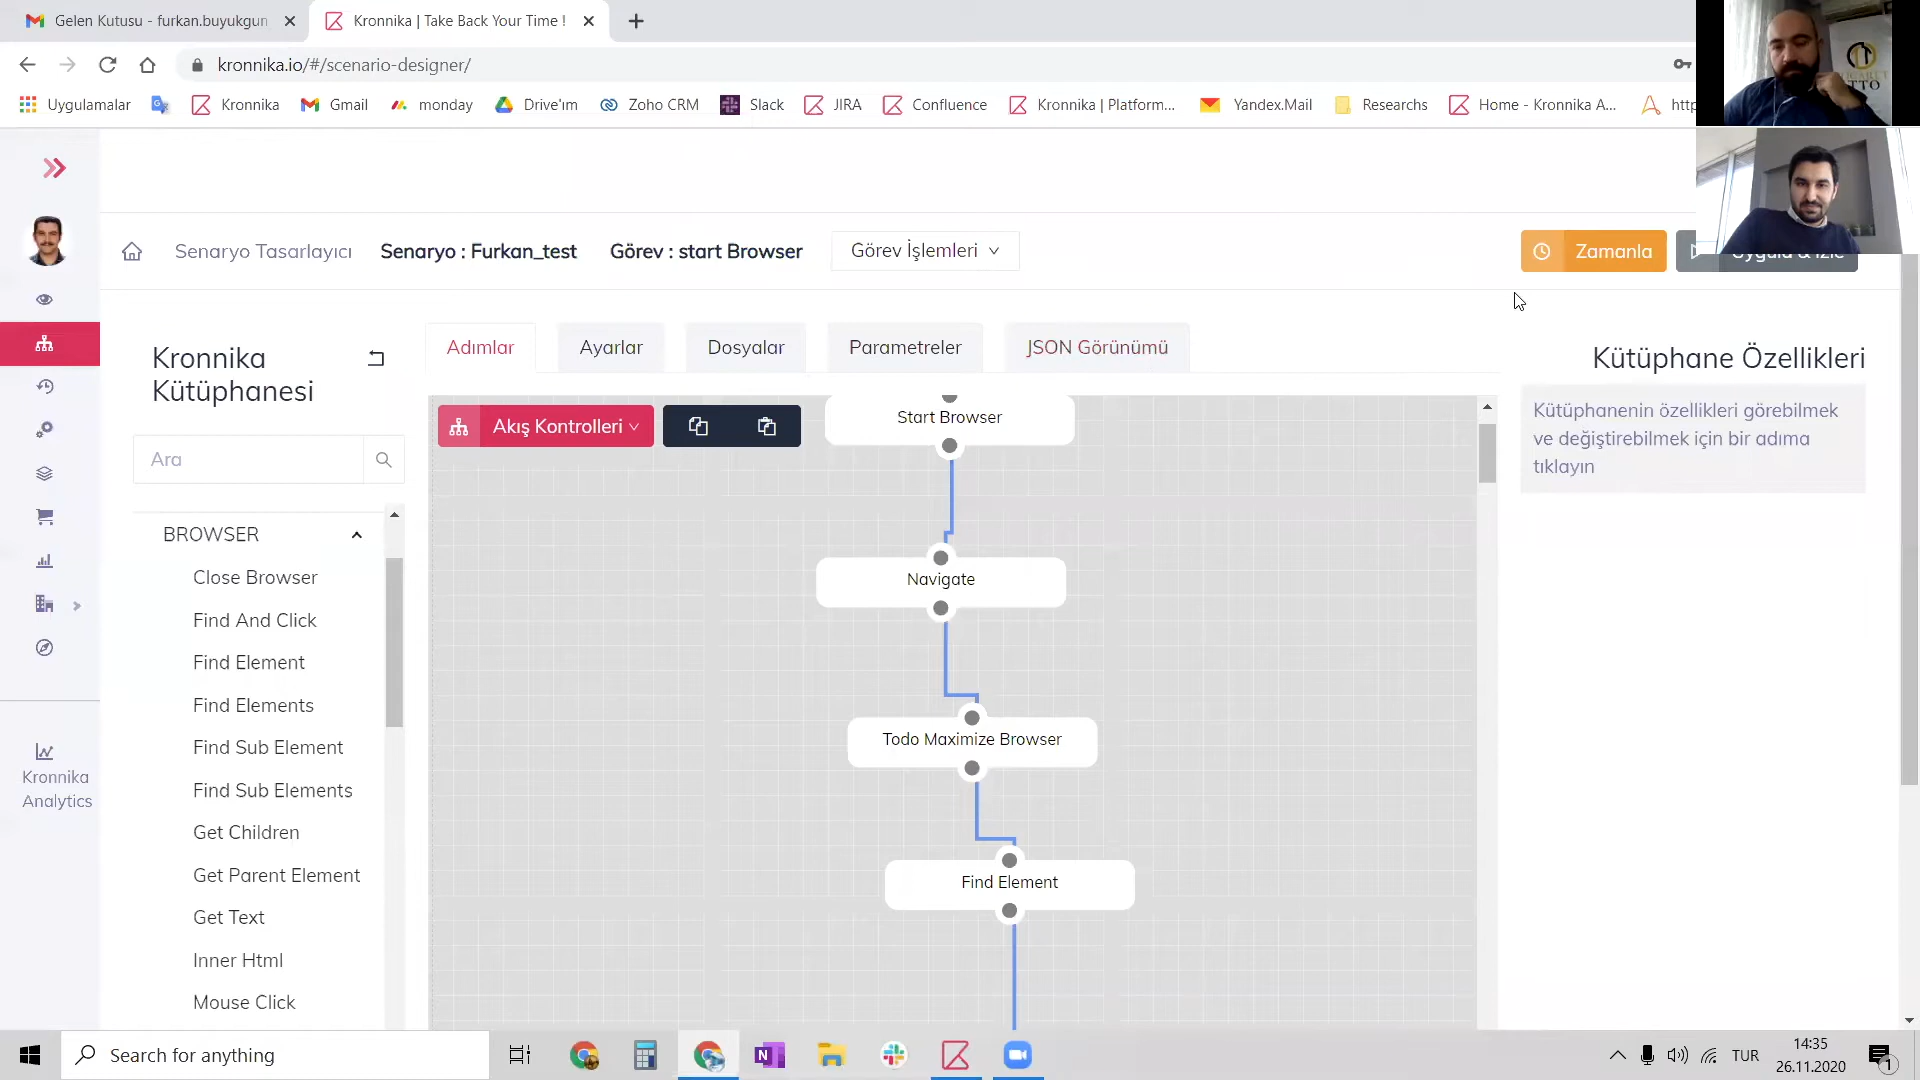 Gelen Kutusu - furkan.buyukgun
Kronnika | Take Back Your Time !
kronnika.io/#/scenario-designer/
Uygulamalar
Kronnika
Gmail
monday
Drive'ım
Zoho CRM
Slack
JIRA
Confluence
Kronnika | Platform...
Yandex.Mail
Researchs
Home - Kronnika A...
Senaryo Tasarlayıcı
Senaryo : Furkan_test
Görev : start Browser
Görev İşlemleri
Zamanla
Uygula & İzle
Kronnika
Kütüphanesi
Ara
BROWSER
Close Browser
Find And Click
Find Element
Find Elements
Find Sub Element
Find Sub Elements
Get Children
Get Parent Element
Get Text
Inner Html
Mouse Click
Kronnika
Analytics
Adımlar
Ayarlar
Dosyalar
Parametreler
JSON Görünümü
Akış Kontrolleri
Start Browser
Navigate
Todo Maximize Browser
Find Element
Kütüphane Özellikleri
Kütüphanenin özellikleri görebilmek
ve değiştirebilmek için bir adıma
tıklayın
Search for anything
TUR
14:35
26.11.2020
1